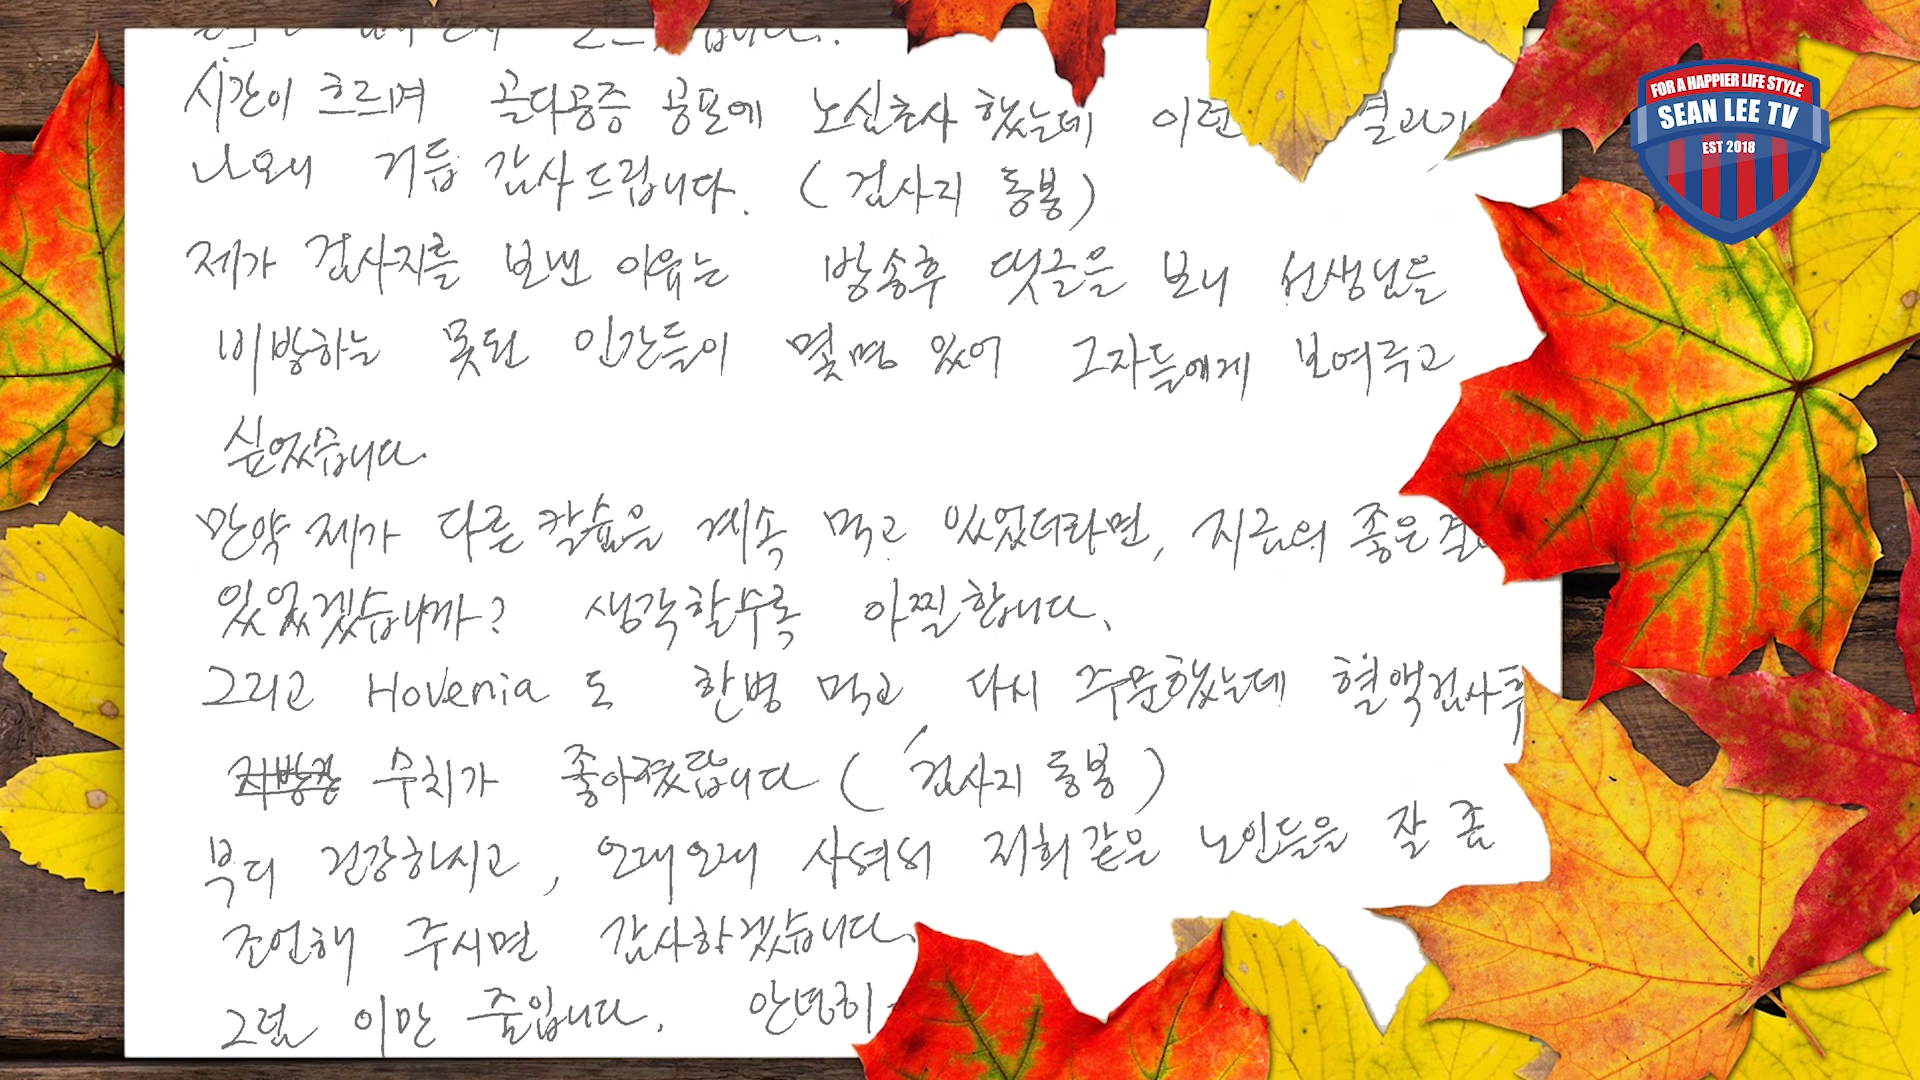 시간이 흐르며 골다공증 공포에 노심초사 했는데 이런 결과가
나오니 거듭 감사드립니다. (검사지 동봉)
제가 검사지를 보낸 이유는 방송후 댓글을 보니 선생님을
비방하는 못된 인간들이 몇명 있어 그자들에게 보여주고
싶었습니다.
만약 제가 다른 칼슘을 계속 먹고 있었더라면, 지금의 좋은
있었겠습니까? 생각할수록 아찔합니다.
그리고 Hovenia 도 한병 먹고 다시 주문했는데 혈액검사후
수치가 좋아졌답니다 (검사지 동봉)
부디 건강하시고, 오래오래 사셔서 저희같은 노인들을 잘 좀
조언해 주시면 감사하겠습니다.
그럼 이만 줄입니다. 안녕히
FOR A HAPPIER LIFE STYLE
SEAN LEE TV
EST 2018